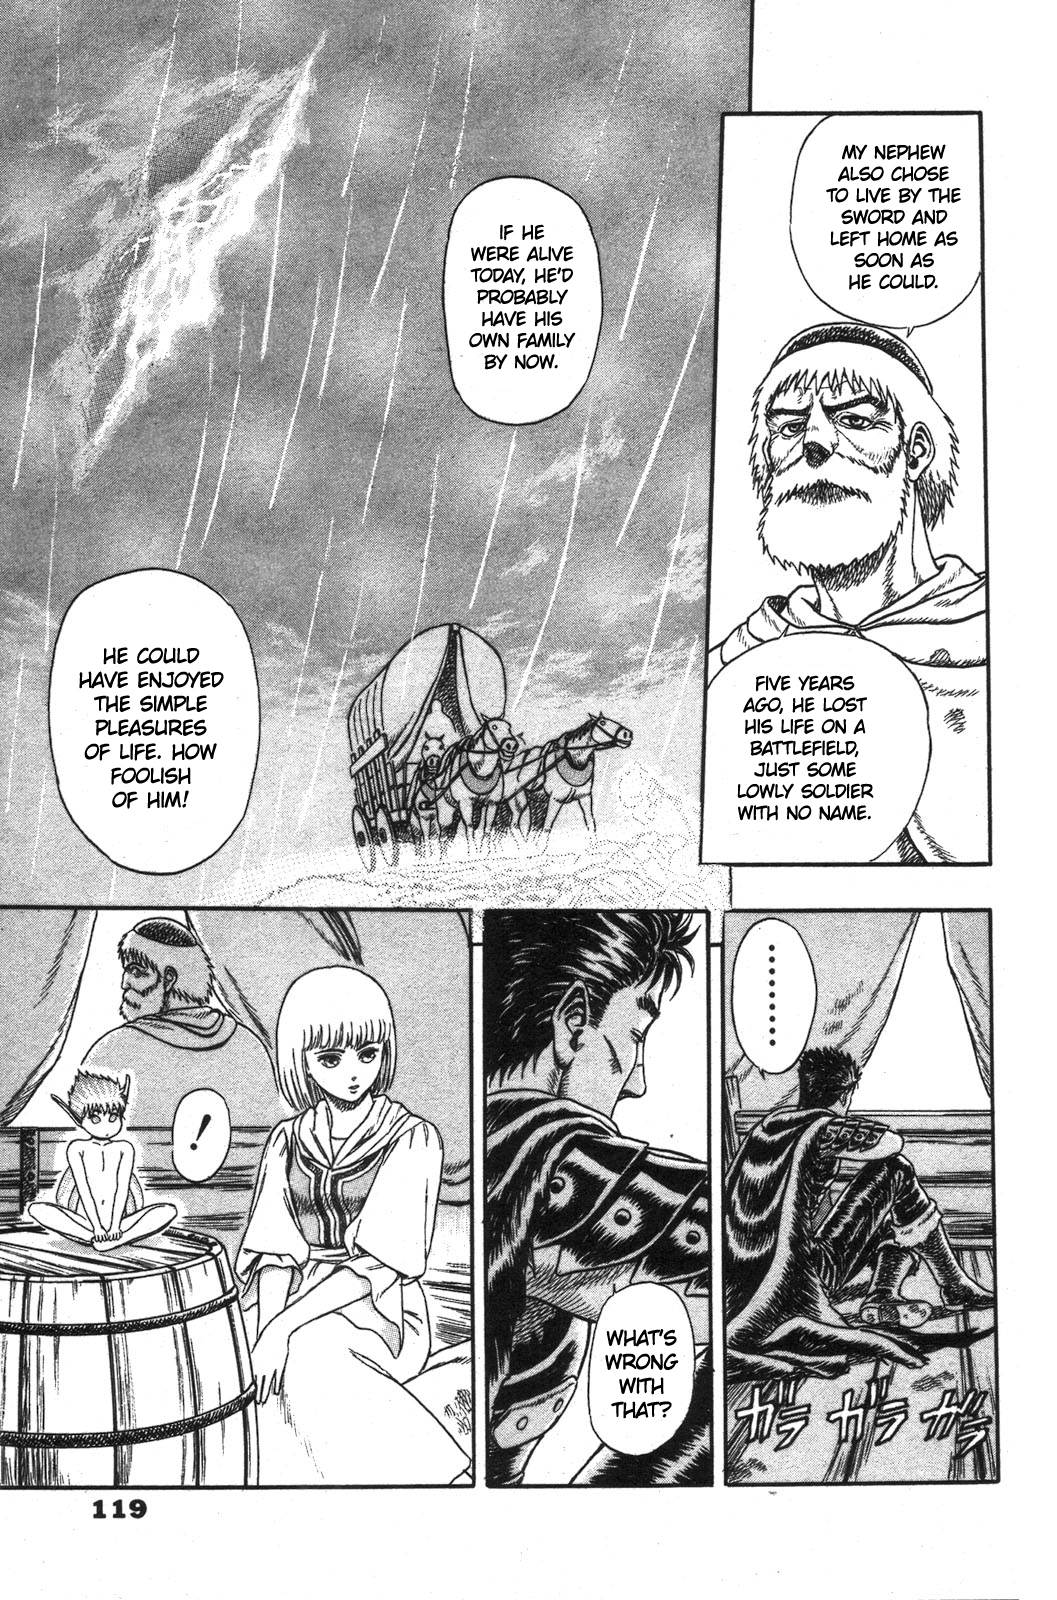 MY NEPHEW
ALSO CHOSE
TO LIVE BY THE
SWORD AND
LEFT HOME AS
SOON AS
HE COULD.
FIVE YEARS
AGO, HE LOST
HIS LIFE ON A
BATTLEFIELD,
JUST SOME
LOWLY SOLDIER
WITH NO NAME.
IF HE
WERE ALIVE
TODAY, HE'D
PROBABLY
HAVE HIS
OWN FAMILY
BY NOW.
HE COULD
HAVE ENJOYED
THE SIMPLE
PLEASURES
OF LIFE. HOW
FOOLISH
OF HIM!
........
ガラ ガラ ガラ
WHAT'S
WRONG
WITH
THAT?
!
119